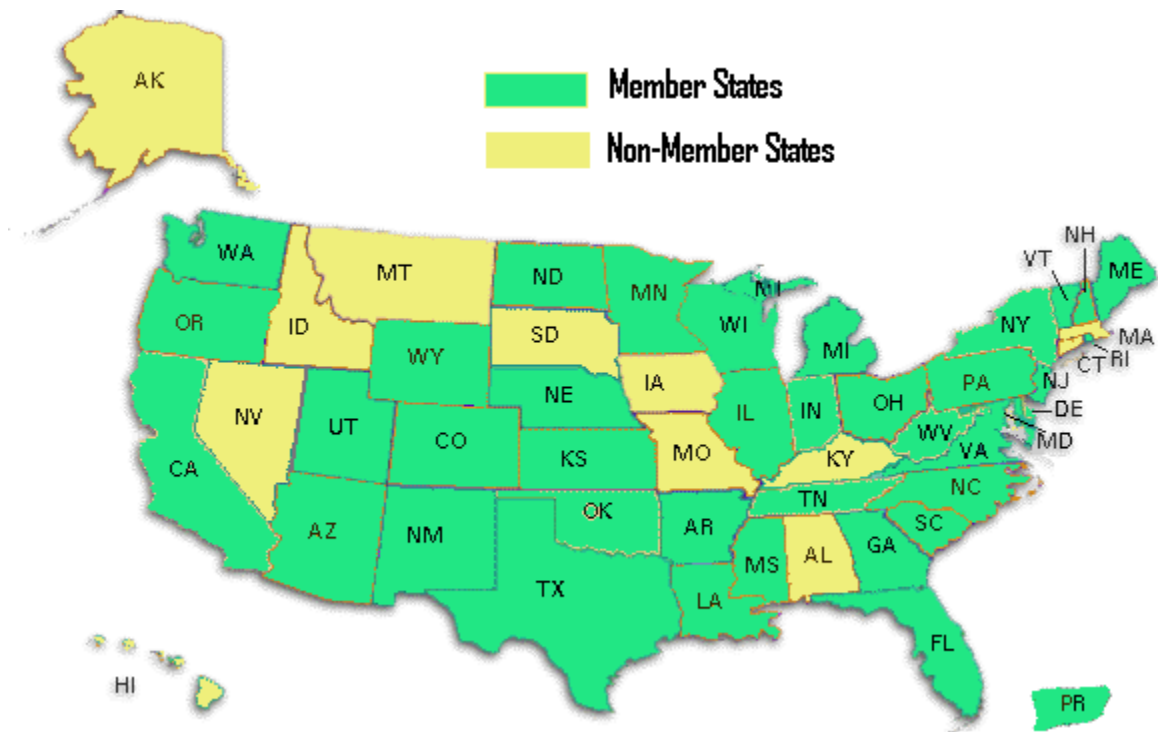 AK
Member States
Non-Member States
WA
MT
ND
MN
MI
VT
NH
ME
OR
ID
SD
WI
NY
MA
WY
MI
CT
RI
IA
PA
NJ
NV
UT
NE
IL
IN
OH
DE
CO
WV
MD
CA
KS
MO
KY
VA
AZ
NM
OK
AR
TN
NC
SC
TX
MS
AL
GA
LA
FL
HI
PR